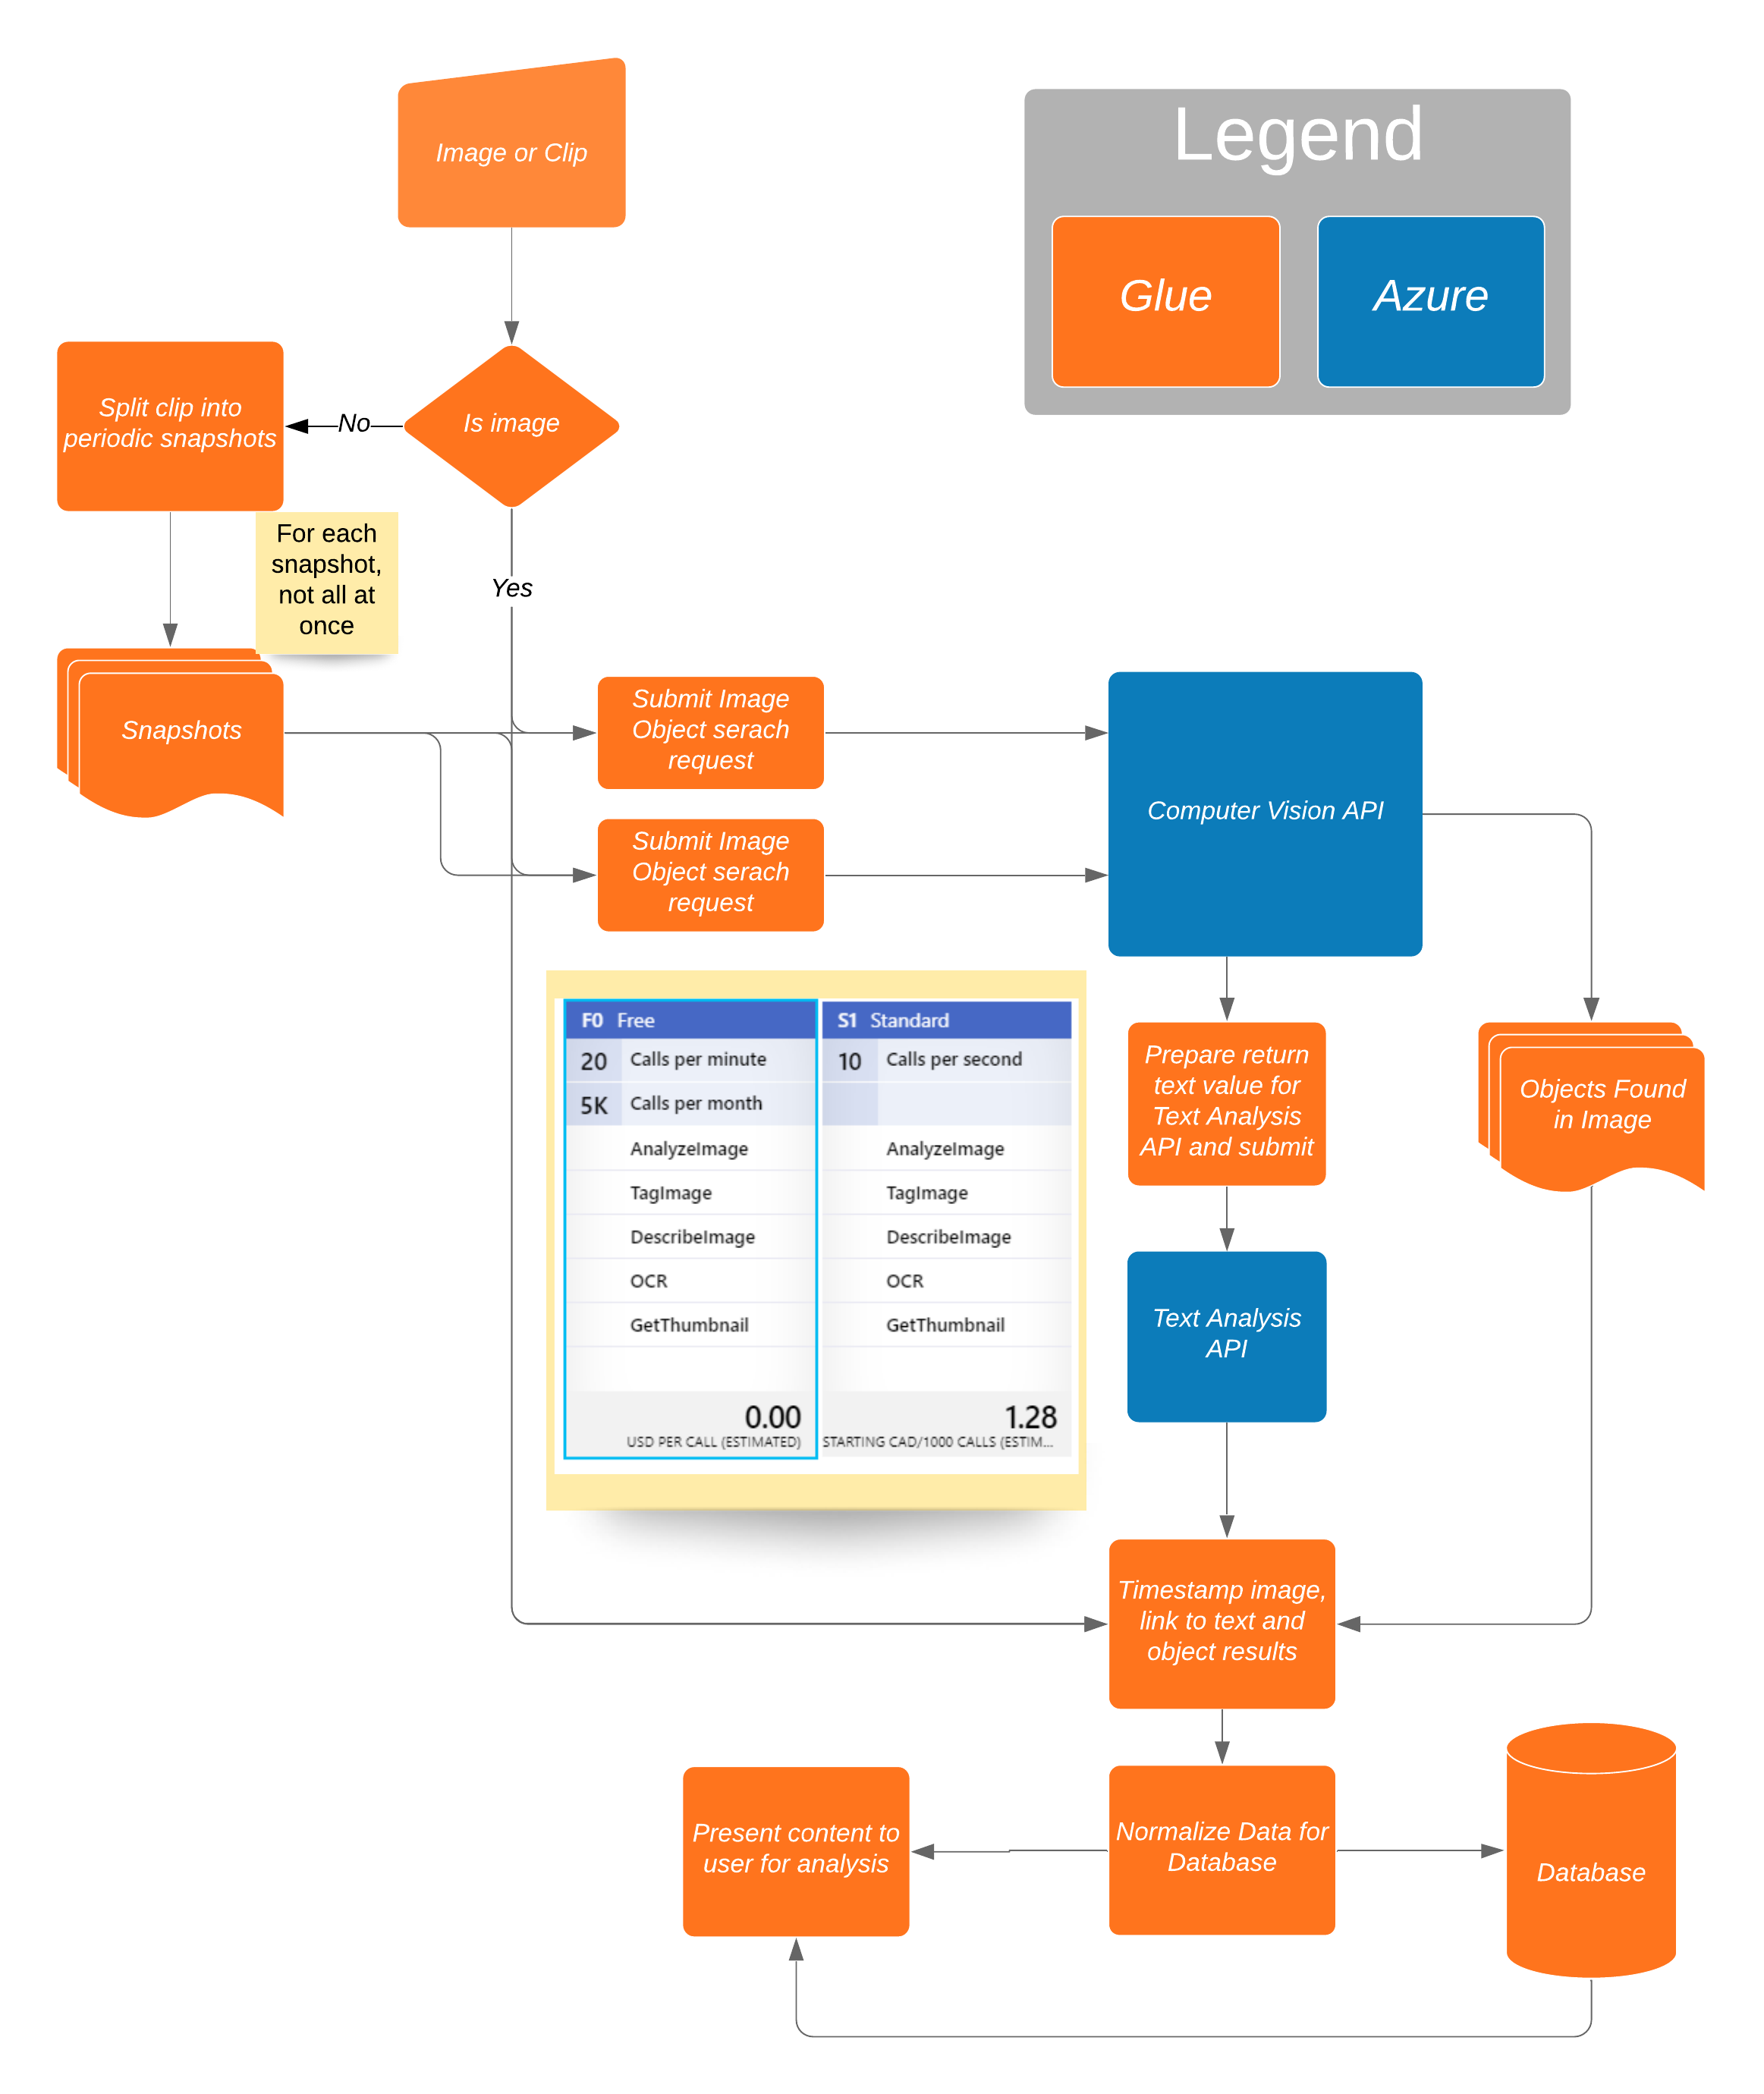 Image or Clip
Legend
Glue
Azure
Split clip into
periodic snapshots
No
Is image
For each
snapshot,
not all at
once
Yes
Snapshots
Submit Image
Object serach
request
Submit Image
Object serach
request
Computer Vision API
F0 Free
20 Calls per minute
5K Calls per month
AnalyzeImage
TagImage
DescribeImage
OCR
GetThumbnail
0.00
USD PER CALL (ESTIMATED)
S1 Standard
10 Calls per second
AnalyzeImage
TagImage
DescribeImage
OCR
GetThumbnail
1.28
STARTING CAD/1000 CALLS (ESTIM...
Prepare return
text value for
Text Analysis
API and submit
Objects Found
in Image
Text Analysis
API
Timestamp image,
link to text and
object results
Present content to
user for analysis
Normalize Data for
Database
Database